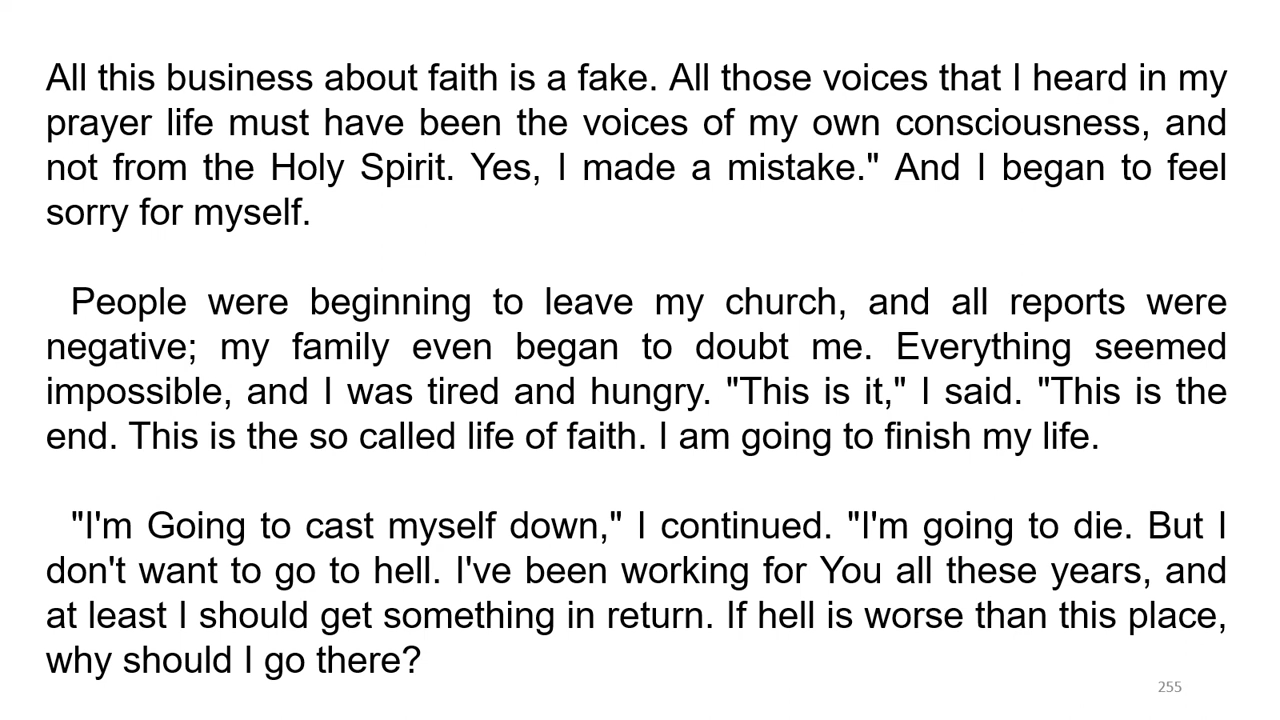 All this business about faith is a fake. All those voices that I heard in my
prayer life must have been the voices of my own consciousness, and
not from the Holy Spirit. Yes, I made a mistake." And I began to feel
sorry for myself.
People were beginning to leave my church, and all reports were
negative; my family even began to doubt me. Everything seemed
impossible, and I was tired and hungry. "This is it," I said. "This is the
end. This is the so called life of faith. I am going to finish my life.
"I'm Going to cast myself down," I continued. "I'm going to die. But I
don't want to go to hell. I've been working for You all these years, and
at least I should get something in return. If hell is worse than this place,
why should I go there?
255